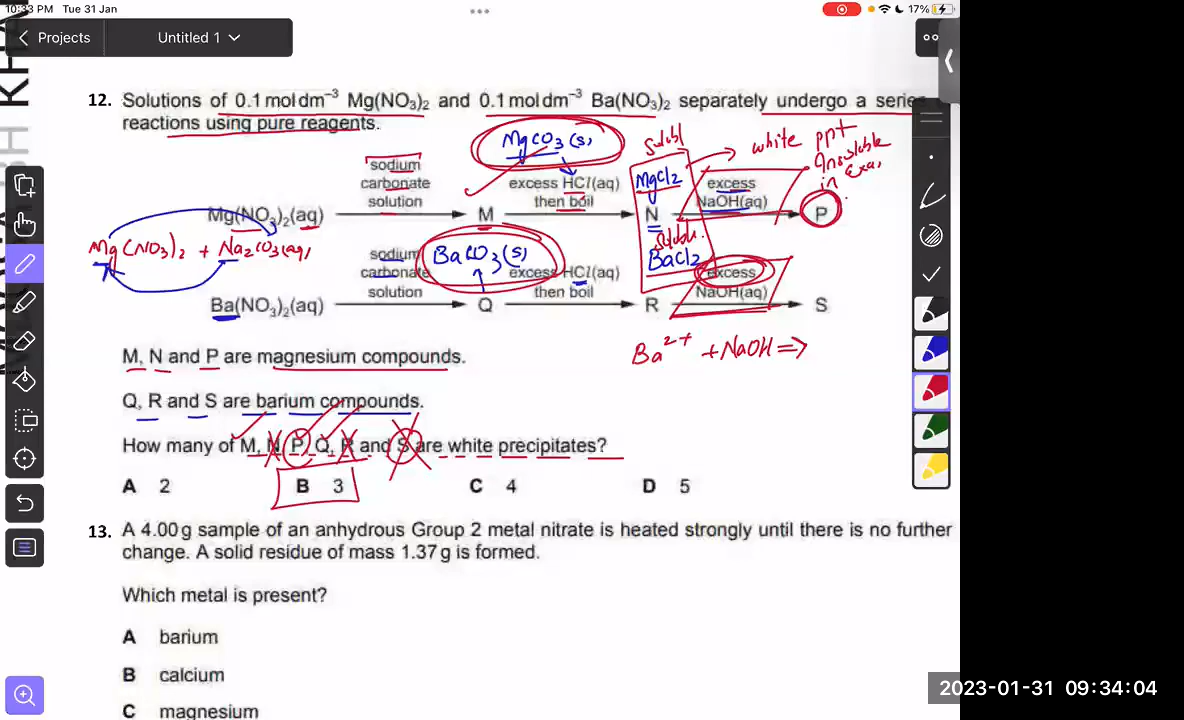 10:33 PM Tue 31 Jan
17%
Projects
Untitled 1
12. Solutions of 0.1 mol dm⁻³ Mg(NO₃)₂ and 0.1 mol dm⁻³ Ba(NO₃)₂ separately undergo a serie
reactions using pure reagents.
MgCO3(s)
Solubl
white ppt
Insoluble
in
sodium
carbonate
solution
excess HCl(aq)
then boil
MgCl2
excess
NaOH(aq)
Mg(NO₃)₂(aq)
M
N
P
Mg(NO3)2 + Na2CO3(aq)
BaCO3(s)
Soluble.
BaCl2
sodium
carbonate
solution
excess HCl(aq)
then boil
excess
NaOH(aq)
Ba(NO₃)₂(aq)
Q
R
S
Ba2+ + NaOH ⇒
M, N and P are magnesium compounds.
Q, R and S are barium compounds.
How many of M, N, P, Q, R and S are white precipitates?
A 2 B 3 C 4 D 5
13. A 4.00 g sample of an anhydrous Group 2 metal nitrate is heated strongly until there is no further
change. A solid residue of mass 1.37 g is formed.
Which metal is present?
A barium
B calcium
C magnesium
2023-01-31 09:34:04